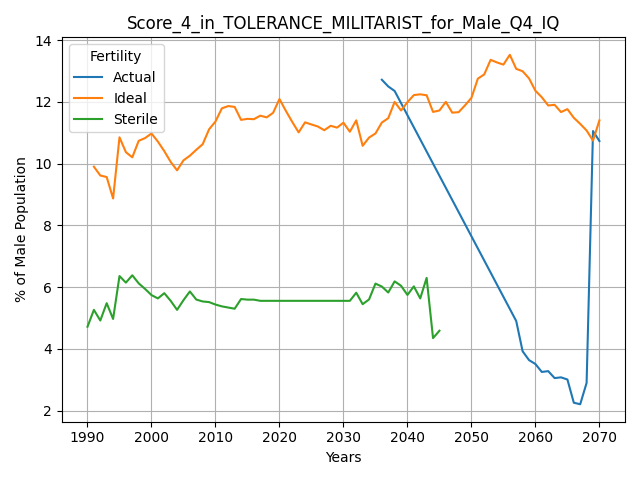 Score_4_in_TOLERANCE_MILITARIST_for_Male_Q4_IQ
Fertility
Actual
Ideal
Sterile
% of Male Population
14
12
10
8
6
4
2
1990 2000 2010 2020 2030 2040 2050 2060 2070
Years